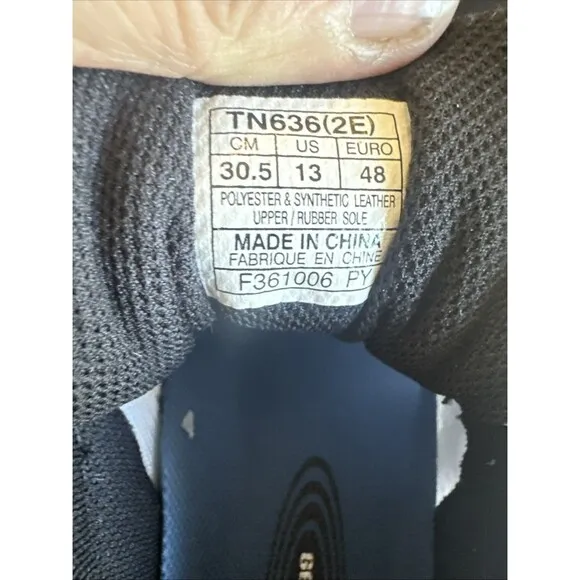 TN636(2E)
CM US EURO
30.5 13 48
POLYESTER & SYNTHETIC LEATHER
UPPER / RUBBER SOLE
MADE IN CHINA
FABRIQUE EN CHINE
F361006 PY